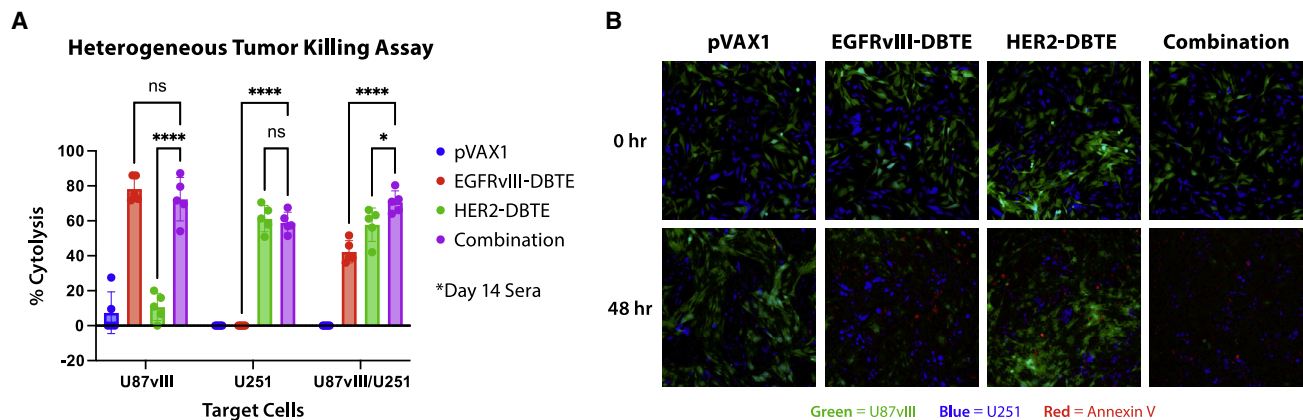 A
Heterogeneous Tumor Killing Assay
ns
****
****
ns
****
*
100
80
60
40
20
0
-20
% Cytolysis
U87vIII
U251
U87vIII/U251
Target Cells
pVAX1
EGFRvIII-DBTE
HER2-DBTE
Combination
*Day 14 Sera
B
pVAX1 EGFRvIII-DBTE HER2-DBTE Combination
0 hr
48 hr
Green = U87vIII Blue = U251 Red = Annexin V